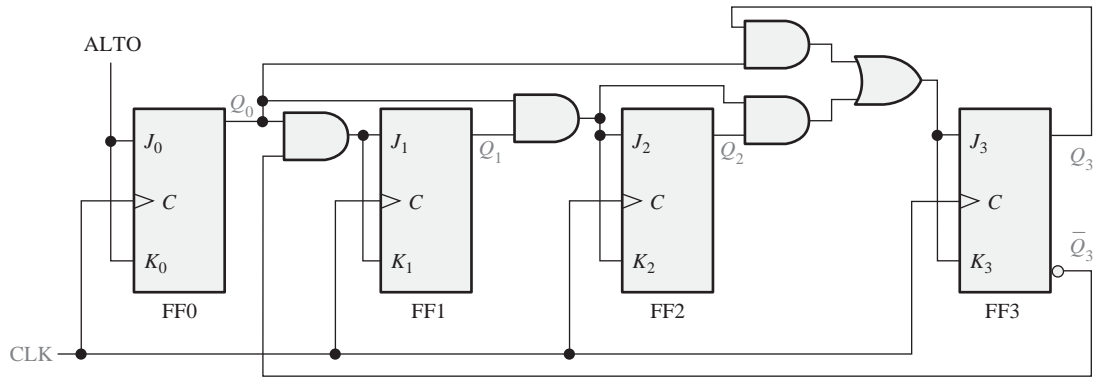 ALTO
Q₀
J₀
C
K₀
FF0
J₁
C
K₁
FF1
Q₁
J₂
C
K₂
FF2
Q₂
J₃
C
K₃
FF3
Q₃
Q̅₃
CLK